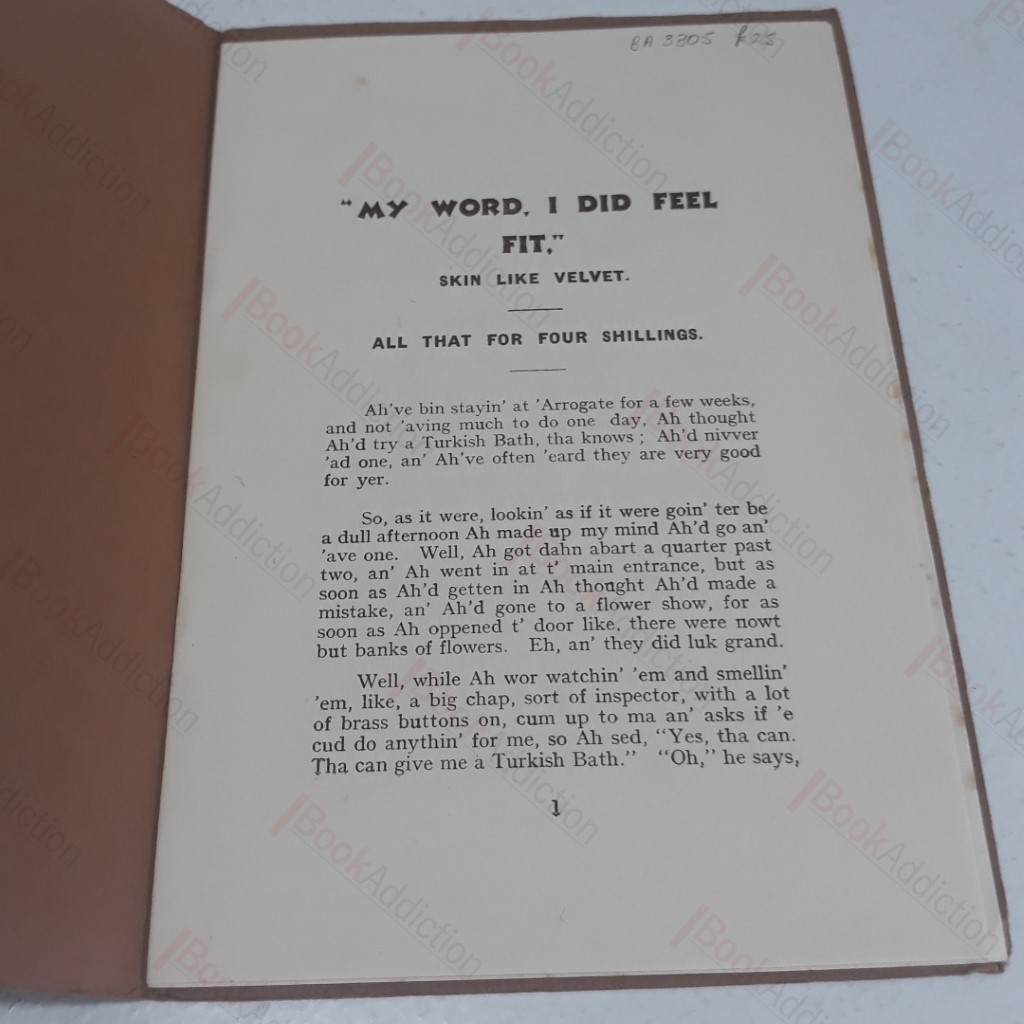 BA 3305 £25
"MY WORD, I DID FEEL
FIT,"
SKIN LIKE VELVET.
ALL THAT FOR FOUR SHILLINGS.
Ah've bin stayin' at 'Arrogate for a few weeks,
and not 'aving much to do one day, Ah thought
Ah'd try a Turkish Bath, tha knows; Ah'd nivver
'ad one, an' Ah've often 'eard they are very good
for yer.
So, as it were, lookin' as if it were goin' ter be
a dull afternoon Ah made up my mind Ah'd go an'
'ave one. Well, Ah got dahn abart a quarter past
two, an' Ah went in at t' main entrance, but as
soon as Ah'd getten in Ah thought Ah'd made a
mistake, an' Ah'd gone to a flower show, for as
soon as Ah oppened t' door like, there were nowt
but banks of flowers. Eh, an' they did luk grand.
Well, while Ah wor watchin' 'em and smellin'
'em, like, a big chap, sort of inspector, with a lot
of brass buttons on, cum up to ma an' asks if 'e
cud do anythin' for me, so Ah sed, "Yes, tha can.
Tha can give me a Turkish Bath." "Oh," he says,
1
BookAddiction